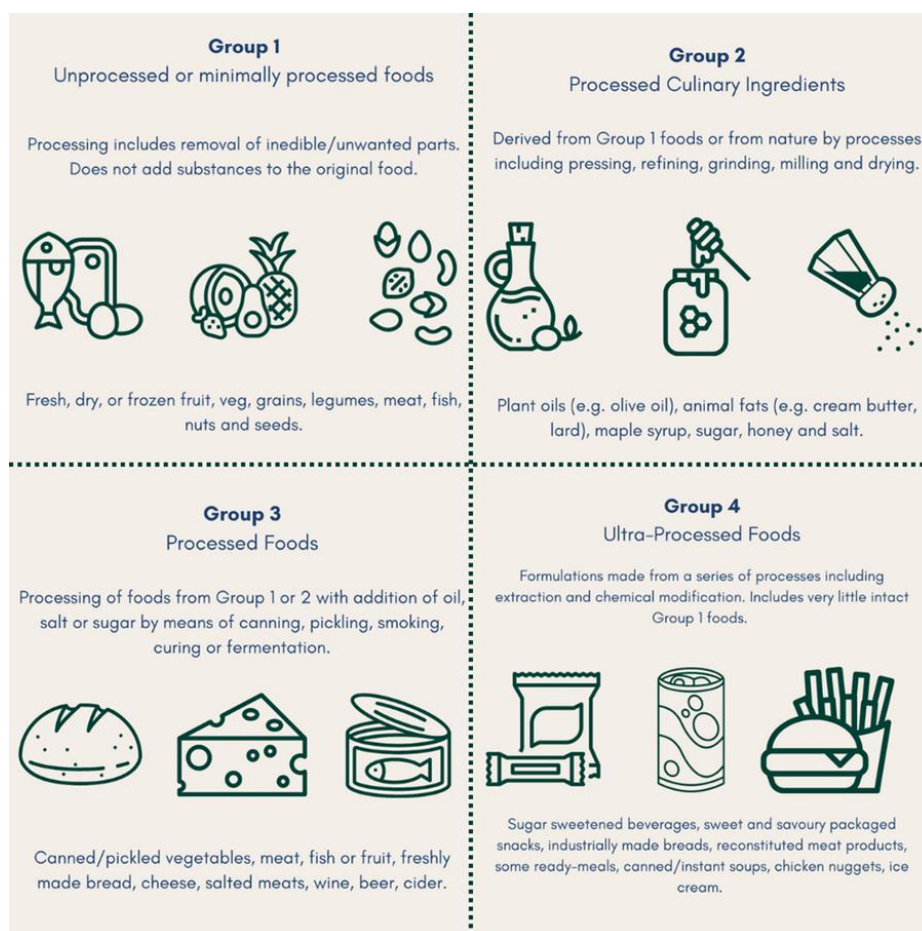 Group 1
Unprocessed or minimally processed foods
Processing includes removal of inedible/unwanted parts.
Does not add substances to the original food.
Fresh, dry, or frozen fruit, veg, grains, legumes, meat, fish,
nuts and seeds.
Group 2
Processed Culinary Ingredients
Derived from Group 1 foods or from nature by processes
including pressing, refining, grinding, milling and drying.
Plant oils (e.g. olive oil), animal fats (e.g. cream butter,
lard), maple syrup, sugar, honey and salt.
Group 3
Processed Foods
Processing of foods from Group 1 or 2 with addition of oil,
salt or sugar by means of canning, pickling, smoking,
curing or fermentation.
Canned/pickled vegetables, meat, fish or fruit, freshly
made bread, cheese, salted meats, wine, beer, cider.
Group 4
Ultra-Processed Foods
Formulations made from a series of processes including
extraction and chemical modification. Includes very little intact
Group 1 foods.
Sugar sweetened beverages, sweet and savoury packaged
snacks, industrially made breads, reconstituted meat products,
some ready-meals, canned/instant soups, chicken nuggets, ice
cream.